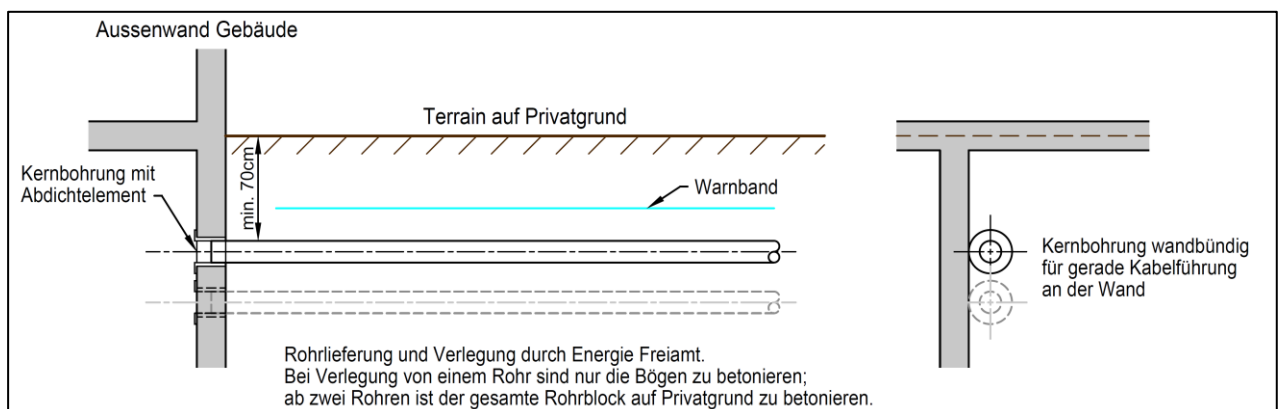 Aussenwand Gebäude
Terrain auf Privatgrund
Kernbohrung mit
Abdichtelement
min. 70cm
Warnband
Kernbohrung wandbündig
für gerade Kabelführung
an der Wand
Rohrlieferung und Verlegung durch Energie Freiamt.
Bei Verlegung von einem Rohr sind nur die Bögen zu betonieren;
ab zwei Rohren ist der gesamte Rohrblock auf Privatgrund zu betonieren.